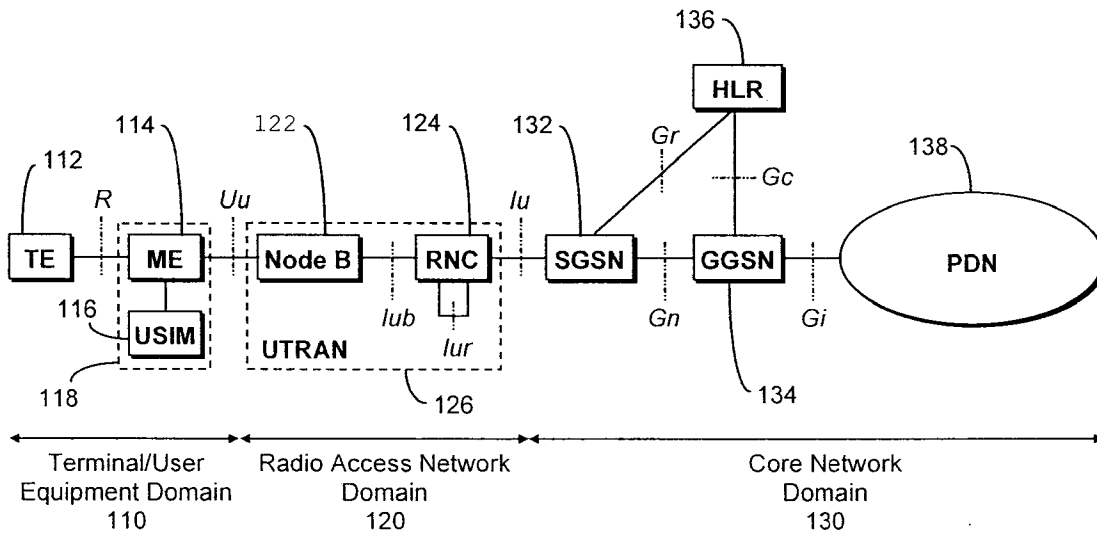 136
HLR
114
122
124
132
Gr
138
112
R
Uu
Iu
Gc
TE
ME
Node B
RNC
SGSN
GGSN
PDN
116
USIM
Iub
Iur
Gn
Gi
UTRAN
118
126
134
Terminal/User
Equipment Domain
110
Radio Access Network
Domain
120
Core Network
Domain
130